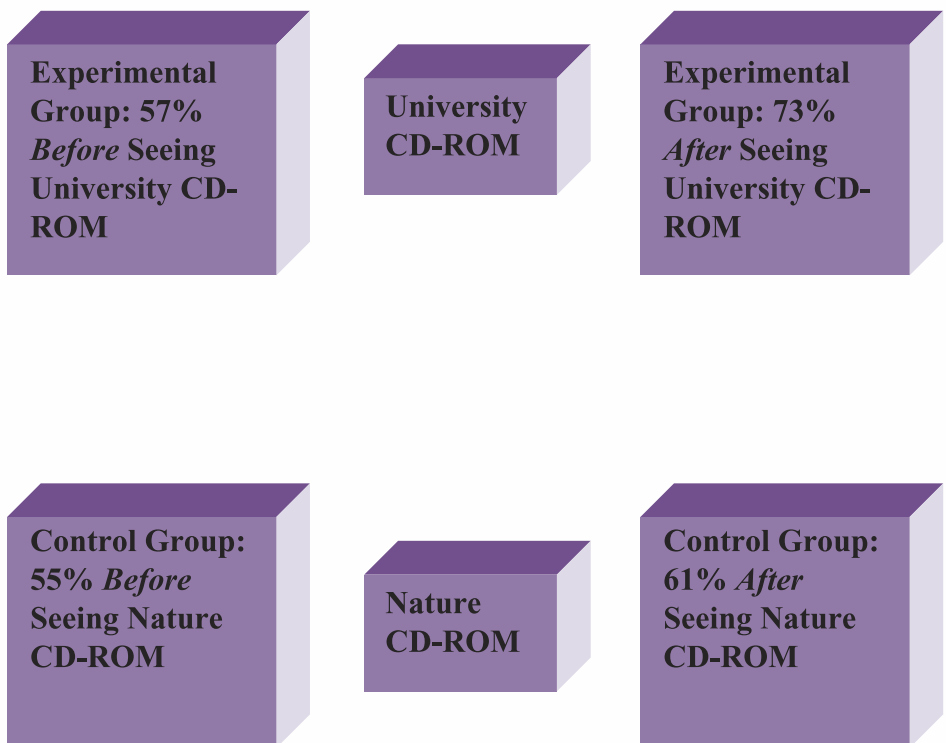 Experimental
Group: 57%
Before Seeing
University CD-
ROM
University
CD-ROM
Experimental
Group: 73%
After Seeing
University CD-
ROM
Control Group:
55% Before
Seeing Nature
CD-ROM
Nature
CD-ROM
Control Group:
61% After
Seeing Nature
CD-ROM